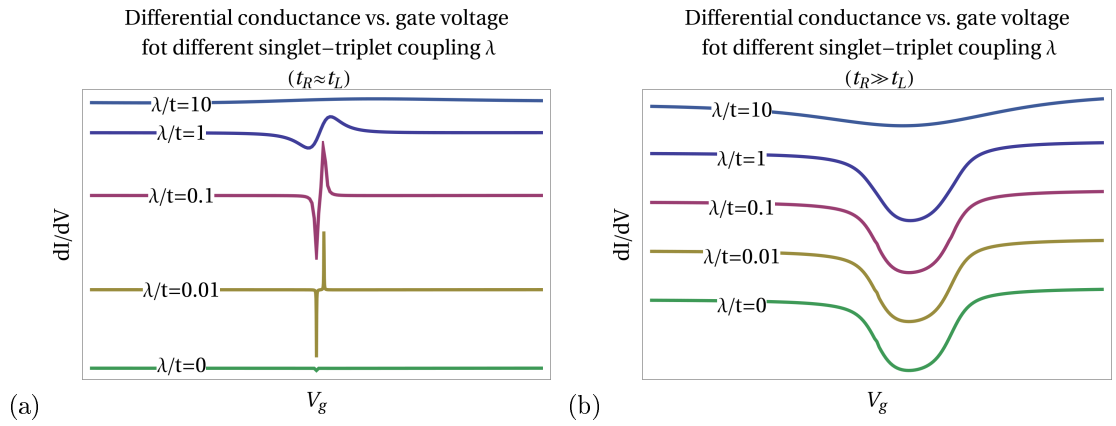 Differential conductance vs. gate voltage
fot different singlet−triplet coupling λ
(t_R≈t_L)
λ/t=10
λ/t=1
λ/t=0.1
λ/t=0.01
λ/t=0
dI/dV
V_g
(a)
Differential conductance vs. gate voltage
fot different singlet−triplet coupling λ
(t_R≫t_L)
λ/t=10
λ/t=1
λ/t=0.1
λ/t=0.01
λ/t=0
dI/dV
V_g
(b)